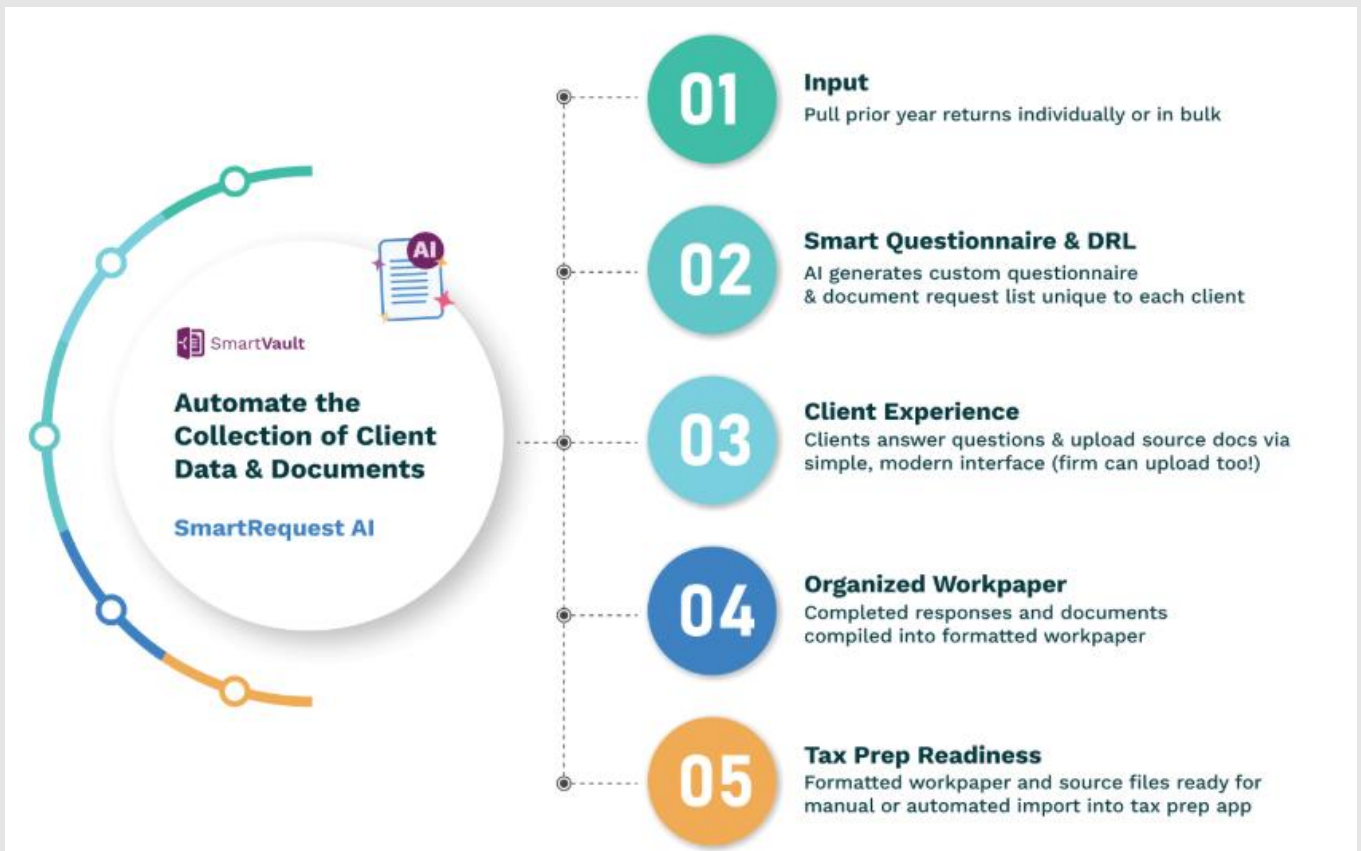 AI
SmartVault
Automate the
Collection of Client
Data & Documents
SmartRequest AI
01
Input
Pull prior year returns individually or in bulk
02
Smart Questionnaire & DRL
AI generates custom questionnaire
& document request list unique to each client
03
Client Experience
Clients answer questions & upload source docs via
simple, modern interface (firm can upload too!)
04
Organized Workpaper
Completed responses and documents
compiled into formatted workpaper
05
Tax Prep Readiness
Formatted workpaper and source files ready for
manual or automated import into tax prep app